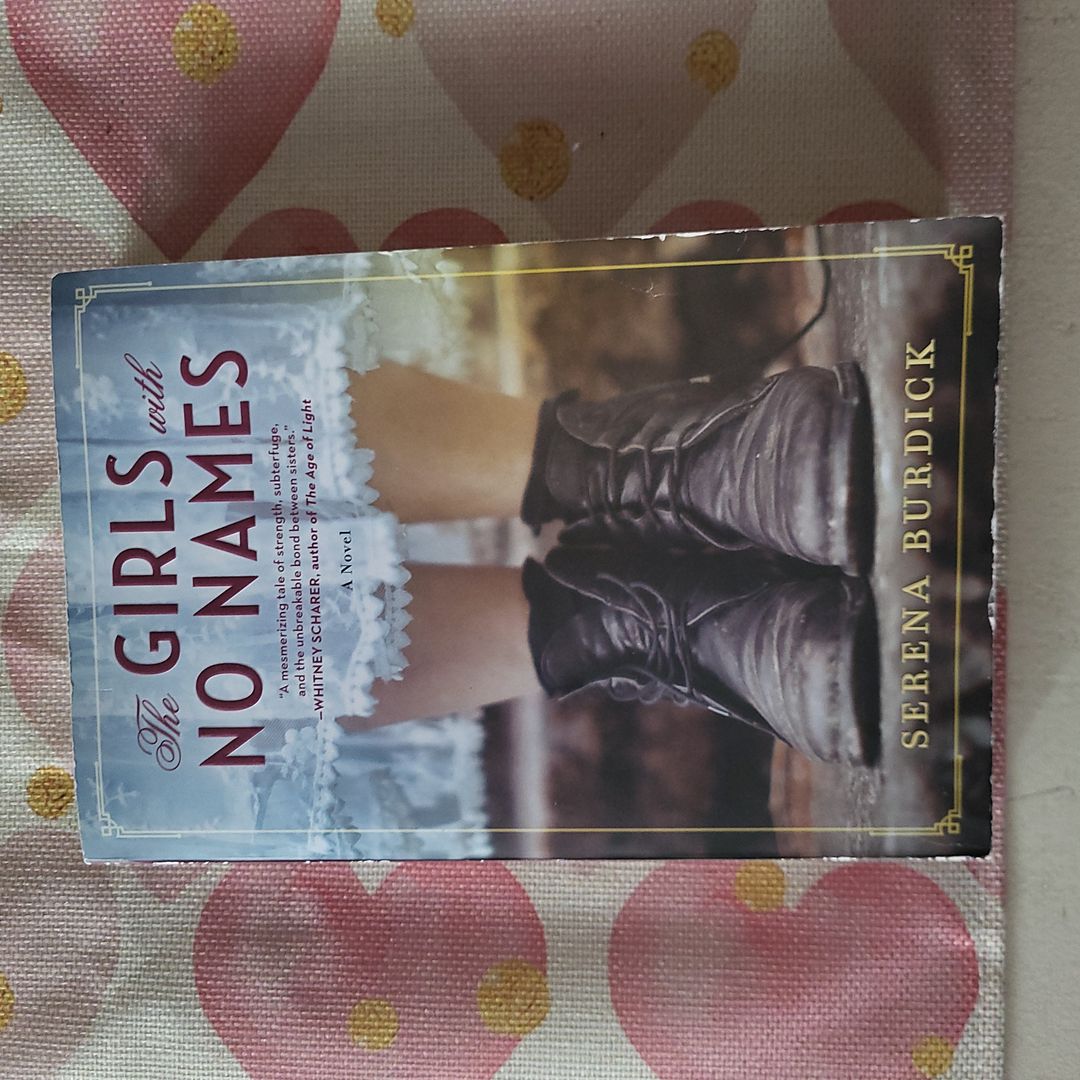 The GIRLS with
NO NAMES
"A mesmerizing tale of strength, subterfuge,
and the unbreakable bond between sisters."
—WHITNEY SCHARER, author of The Age of Light
A Novel
SERENA BURDICK